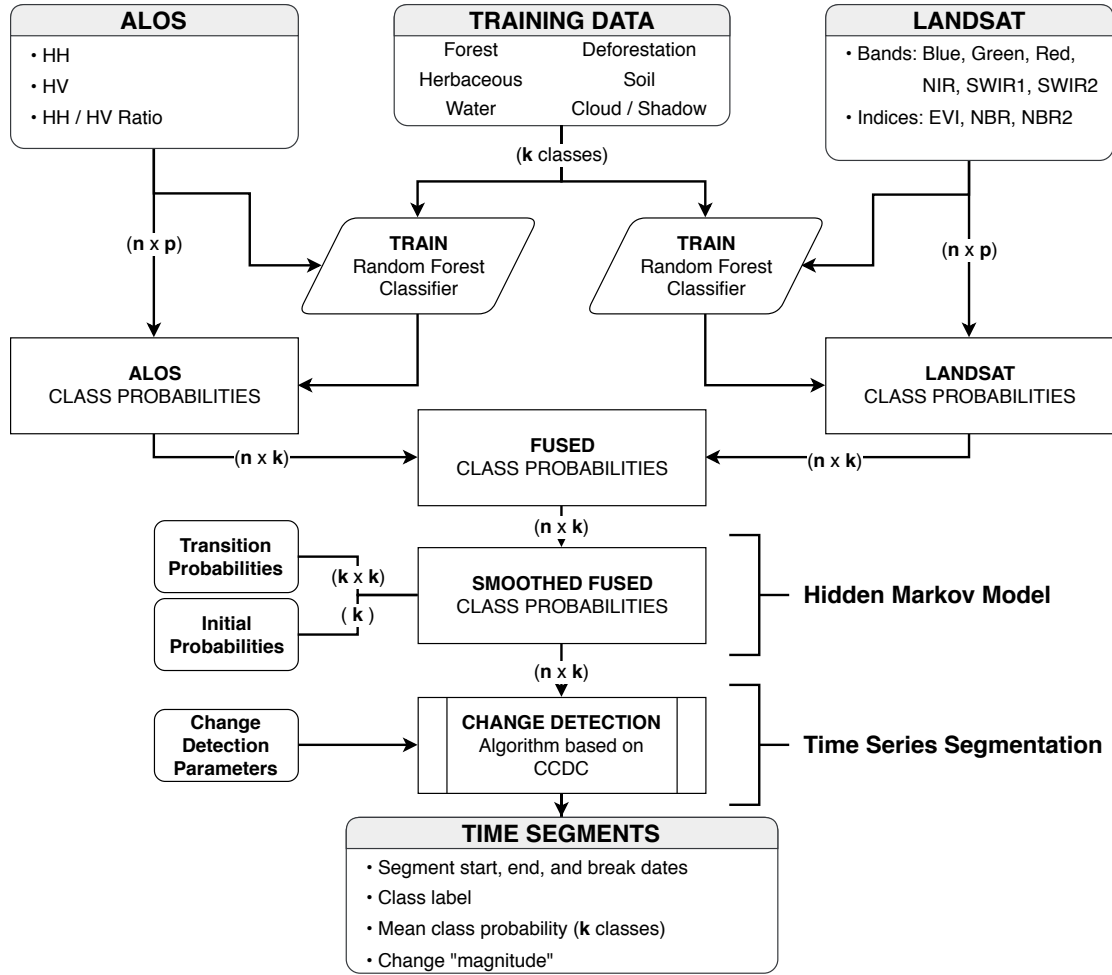 ALOS
• HH
• HV
• HH / HV Ratio
TRAINING DATA
Forest Deforestation
Herbaceous Soil
Water Cloud / Shadow
LANDSAT
• Bands: Blue, Green, Red,
NIR, SWIR1, SWIR2
• Indices: EVI, NBR, NBR2
(k classes)
(n x p)
TRAIN
Random Forest
Classifier
TRAIN
Random Forest
Classifier
(n x p)
ALOS
CLASS PROBABILITIES
LANDSAT
CLASS PROBABILITIES
(n x k)
FUSED
CLASS PROBABILITIES
(n x k)
(n x k)
Transition
Probabilities
(k x k)
Initial
Probabilities
( k )
SMOOTHED FUSED
CLASS PROBABILITIES
Hidden Markov Model
(n x k)
Change
Detection
Parameters
CHANGE DETECTION
Algorithm based on
CCDC
Time Series Segmentation
TIME SEGMENTS
• Segment start, end, and break dates
• Class label
• Mean class probability (k classes)
• Change "magnitude"